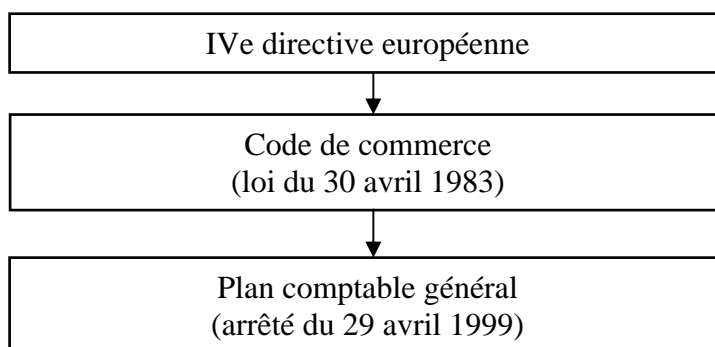 IVe directive européenne
Code de commerce
(loi du 30 avril 1983)
Plan comptable général
(arrêté du 29 avril 1999)